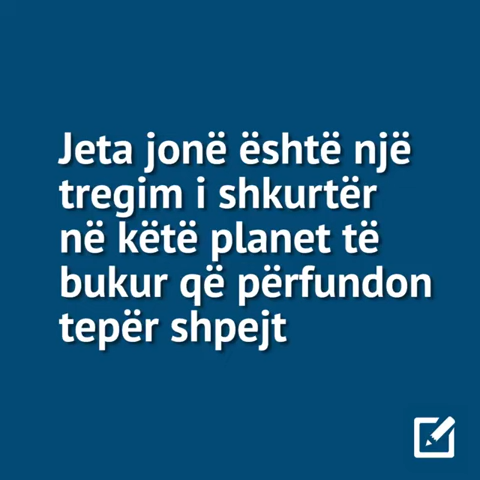 Jeta jonë është një
tregim i shkurtër
në këtë planet të
bukur që përfundon
tepër shpejt